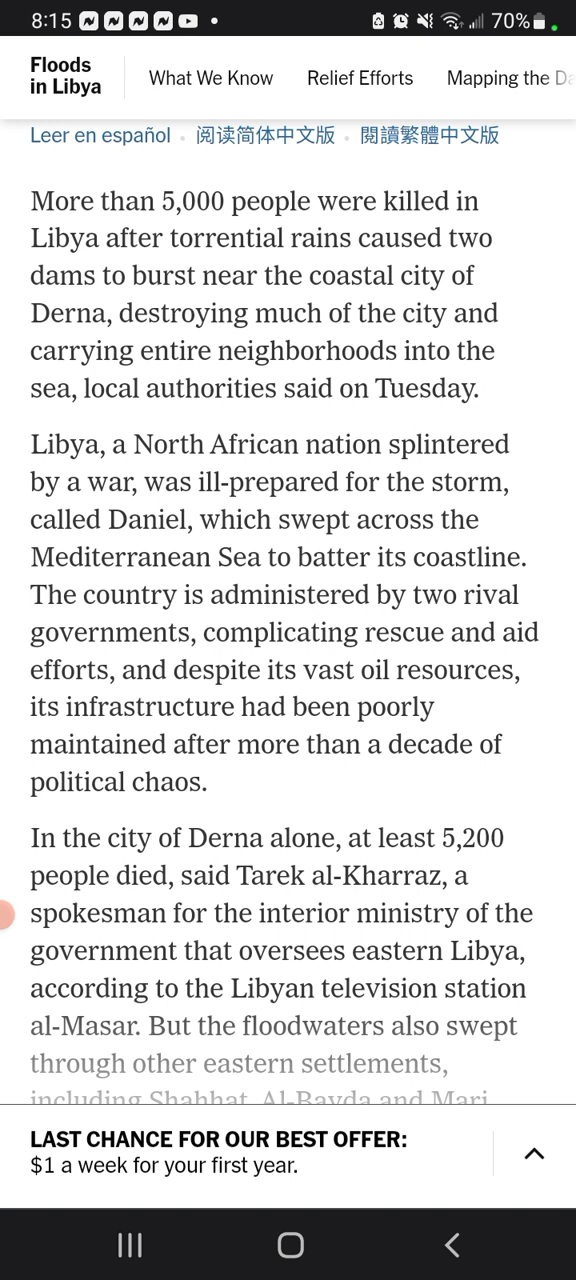 8:15 70%
Floods
in Libya
What We Know Relief Efforts Mapping the Da
Leer en español · 阅读简体中文版 · 閱讀繁體中文版
More than 5,000 people were killed in
Libya after torrential rains caused two
dams to burst near the coastal city of
Derna, destroying much of the city and
carrying entire neighborhoods into the
sea, local authorities said on Tuesday.
Libya, a North African nation splintered
by a war, was ill-prepared for the storm,
called Daniel, which swept across the
Mediterranean Sea to batter its coastline.
The country is administered by two rival
governments, complicating rescue and aid
efforts, and despite its vast oil resources,
its infrastructure had been poorly
maintained after more than a decade of
political chaos.
In the city of Derna alone, at least 5,200
people died, said Tarek al-Kharraz, a
spokesman for the interior ministry of the
government that oversees eastern Libya,
according to the Libyan television station
al-Masar. But the floodwaters also swept
through other eastern settlements,
including Shahhat, Al-Bayda and Marj
LAST CHANCE FOR OUR BEST OFFER:
$1 a week for your first year.